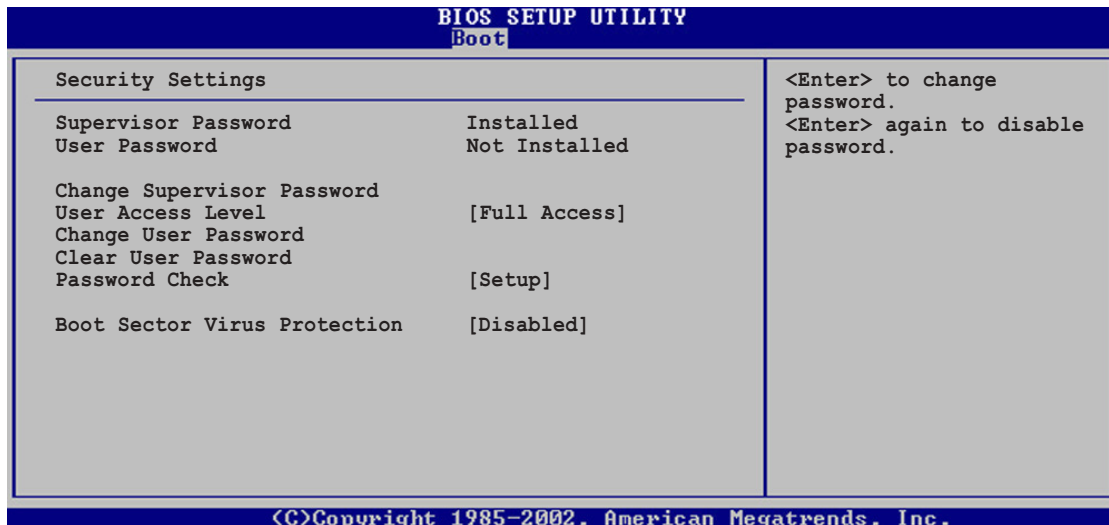 BIOS SETUP UTILITY
Boot
Security Settings
Supervisor Password Installed
User Password Not Installed
Change Supervisor Password
User Access Level [Full Access]
Change User Password
Clear User Password
Password Check [Setup]
Boot Sector Virus Protection [Disabled]
<Enter> to change
password.
<Enter> again to disable
password.
(C)Copyright 1985-2002, American Megatrends, Inc.